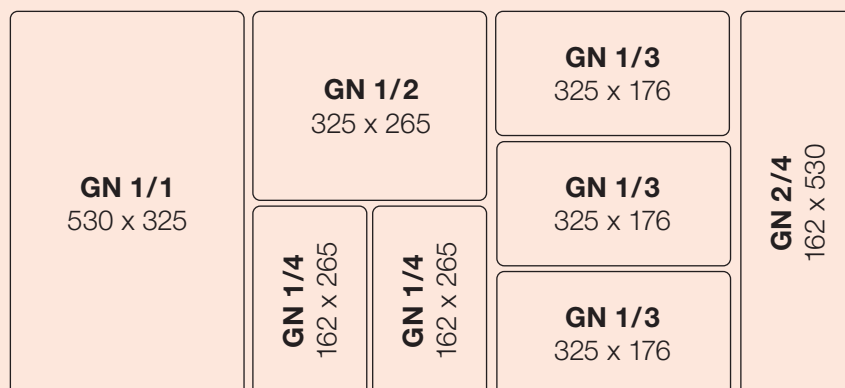 GN 1/1
530 x 325
GN 1/2
325 x 265
GN 1/4
162 x 265
GN 1/4
162 x 265
GN 1/3
325 x 176
GN 1/3
325 x 176
GN 1/3
325 x 176
GN 2/4
162 x 530